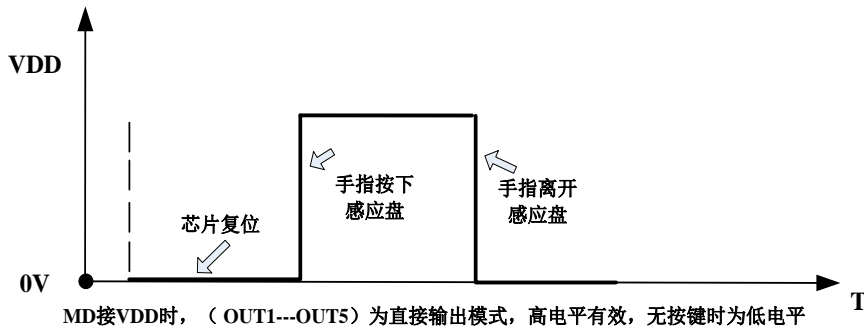 VDD
手指按下
感应盘
手指离开
感应盘
芯片复位
0V
T
MD接VDD时，（ OUT1---OUT5）为直接输出模式，高电平有效，无按键时为低电平